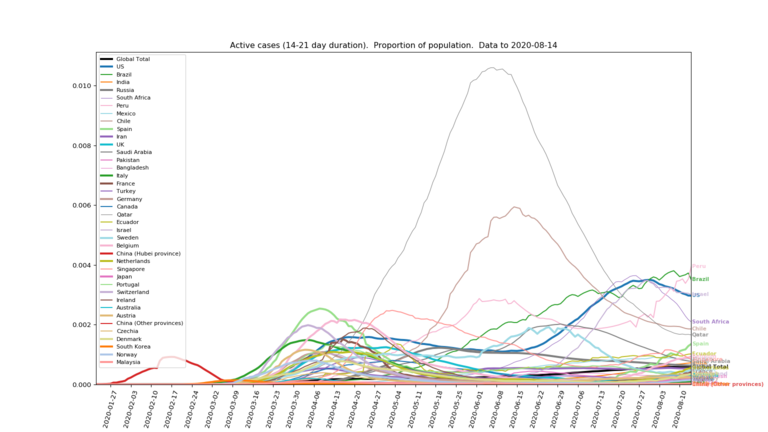 Active cases (14-21 day duration).  Proportion of population.  Data to 2020-08-14
Global Total
US
Brazil
India
Russia
South Africa
Peru
Mexico
Chile
Spain
Iran
UK
Saudi Arabia
Pakistan
Bangladesh
Italy
France
Turkey
Germany
Canada
Qatar
Ecuador
Israel
Sweden
Belgium
China (Hubei province)
Netherlands
Singapore
Japan
Portugal
Switzerland
Ireland
Australia
Austria
China (Other provinces)
Czechia
Denmark
South Korea
Norway
Malaysia
0.010
0.008
0.006
0.004
0.002
0.000
Peru
Brazil
US
South Africa
Chile
Qatar
Spain
Ecuador
Global Total
China (Other provinces)
2020-01-27
2020-02-03
2020-02-10
2020-02-17
2020-02-24
2020-03-02
2020-03-09
2020-03-16
2020-03-23
2020-03-30
2020-04-06
2020-04-13
2020-04-20
2020-04-27
2020-05-04
2020-05-11
2020-05-18
2020-05-25
2020-06-01
2020-06-08
2020-06-15
2020-06-22
2020-06-29
2020-07-06
2020-07-13
2020-07-20
2020-07-27
2020-08-03
2020-08-10